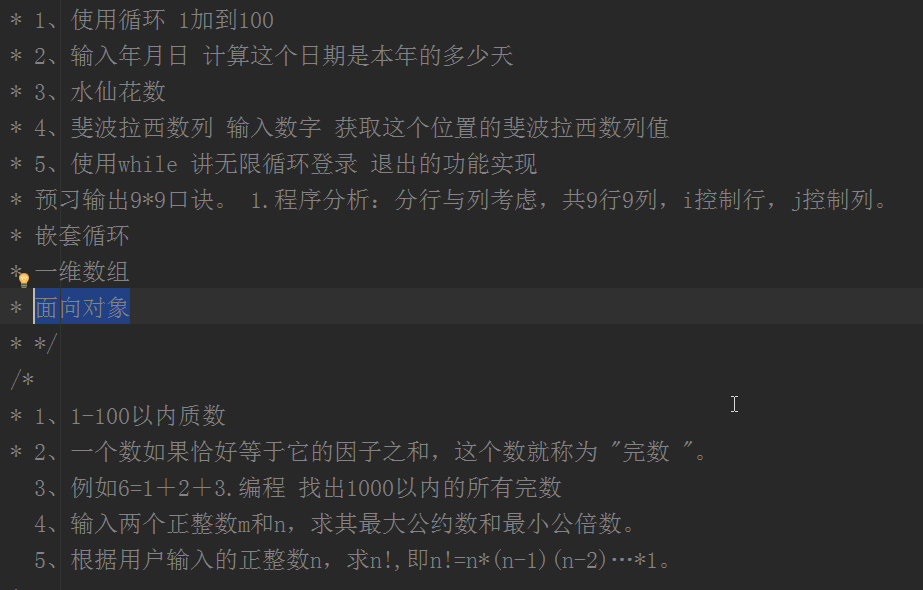 * 1、使用循环 1加到100
* 2、输入年月日 计算这个日期是本年的多少天
* 3、水仙花数
* 4、斐波拉西数列 输入数字 获取这个位置的斐波拉西数列值
* 5、使用while 讲无限循环登录 退出的功能实现
* 预习输出9*9口诀。 1.程序分析：分行与列考虑，共9行9列，i控制行，j控制列。
* 嵌套循环
* 一维数组
* 面向对象
* */
/*
* 1、1-100以内质数
* 2、一个数如果恰好等于它的因子之和，这个数就称为 "完数 "。
3、例如6=1＋2＋3.编程 找出1000以内的所有完数
4、输入两个正整数m和n，求其最大公约数和最小公倍数。
5、根据用户输入的正整数n，求n!,即n!=n*(n-1)(n-2)…*1。